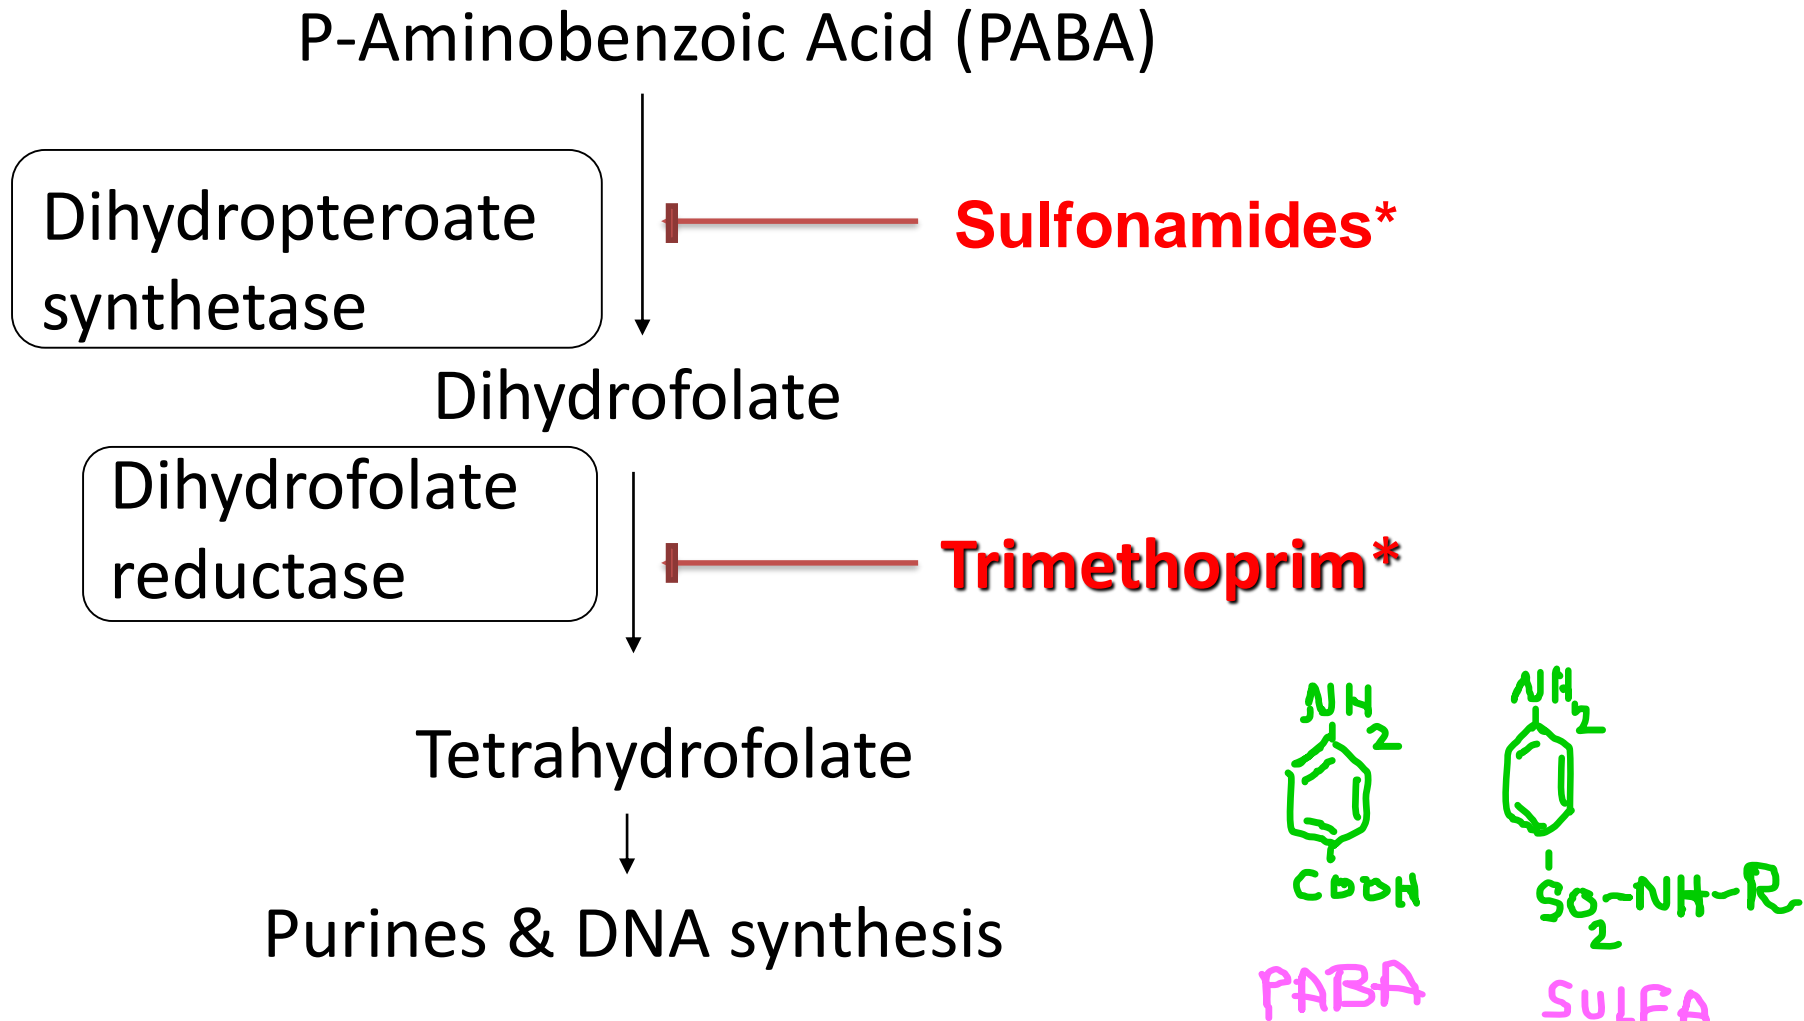 P-Aminobenzoic Acid (PABA)
Dihydropteroate
synthetase
Sulfonamides*
Dihydrofolate
Dihydrofolate
reductase
Trimethoprim*
Tetrahydrofolate
Purines & DNA synthesis
NH2
COOH
PABA
NH2
SO2-NH-R
SULFA